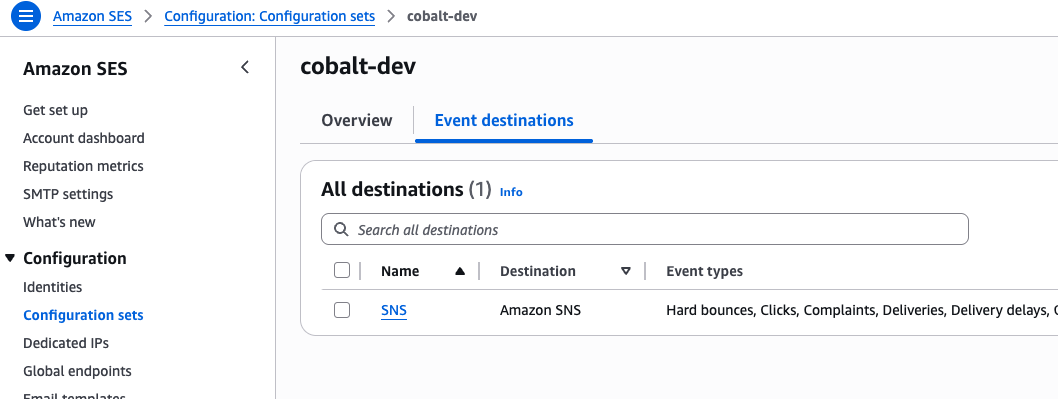 Amazon SES > Configuration: Configuration sets > cobalt-dev
Amazon SES
Get set up
Account dashboard
Reputation metrics
SMTP settings
What's new
Configuration
Identities
Configuration sets
Dedicated IPs
Global endpoints
Email templates
cobalt-dev
Overview
Event destinations
All destinations (1) Info
Search all destinations
Name Destination Event types
SNS Amazon SNS Hard bounces, Clicks, Complaints, Deliveries, Delivery delays,